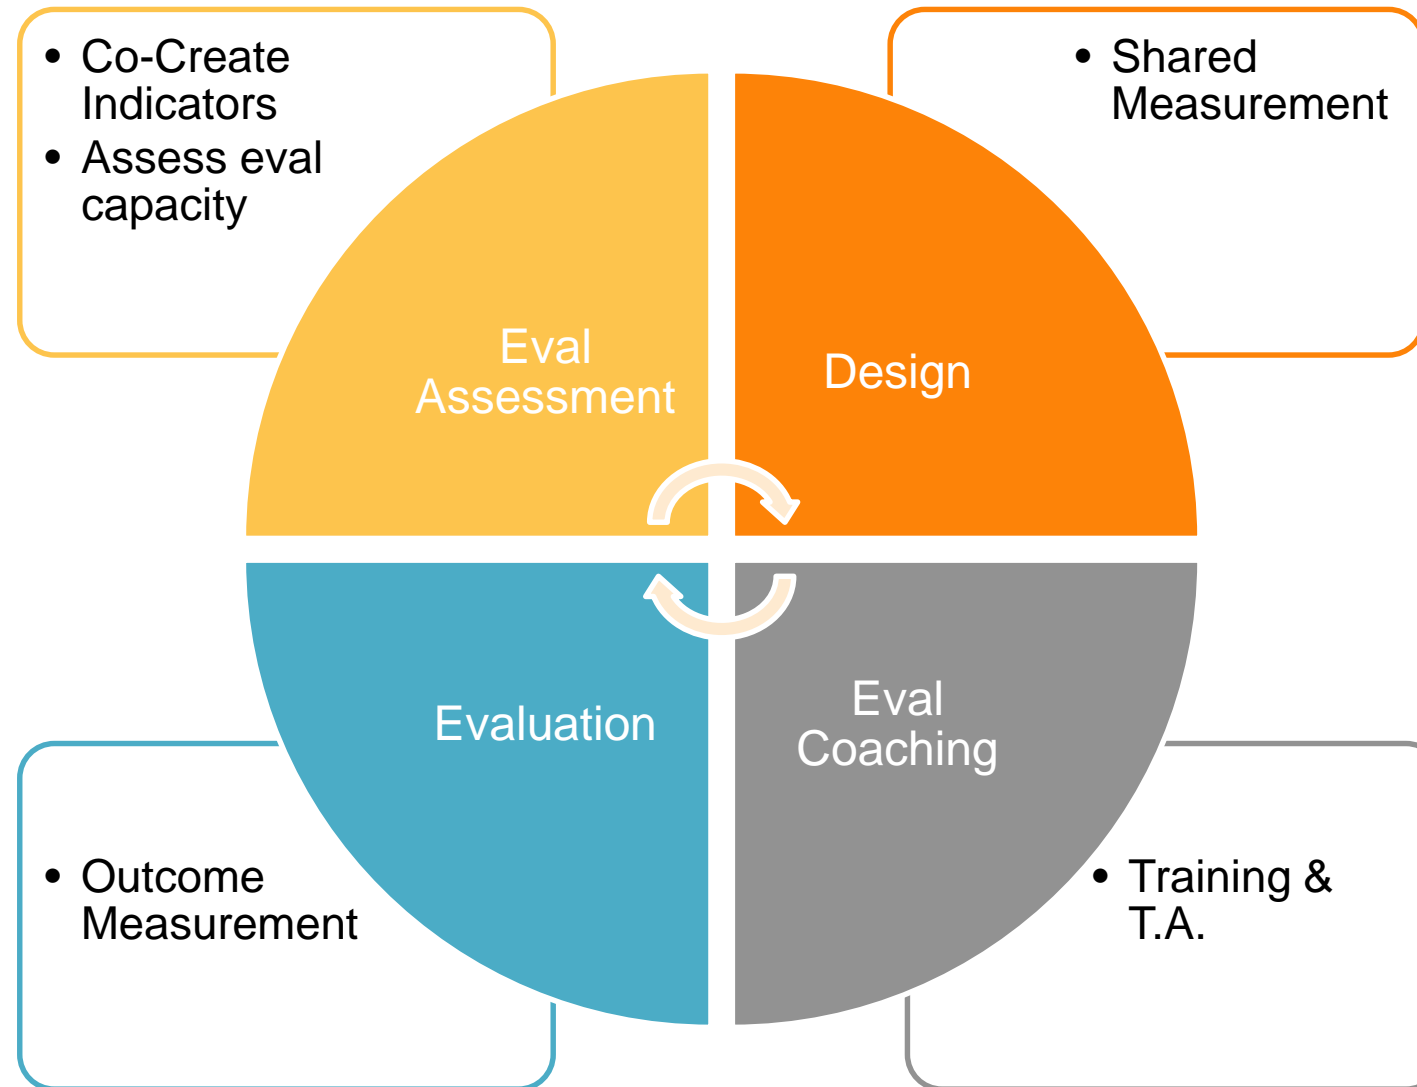 • Co-Create
Indicators
• Assess eval
capacity
• Shared
Measurement
Eval
Assessment
Design
Evaluation
Eval
Coaching
• Outcome
Measurement
• Training &
T.A.